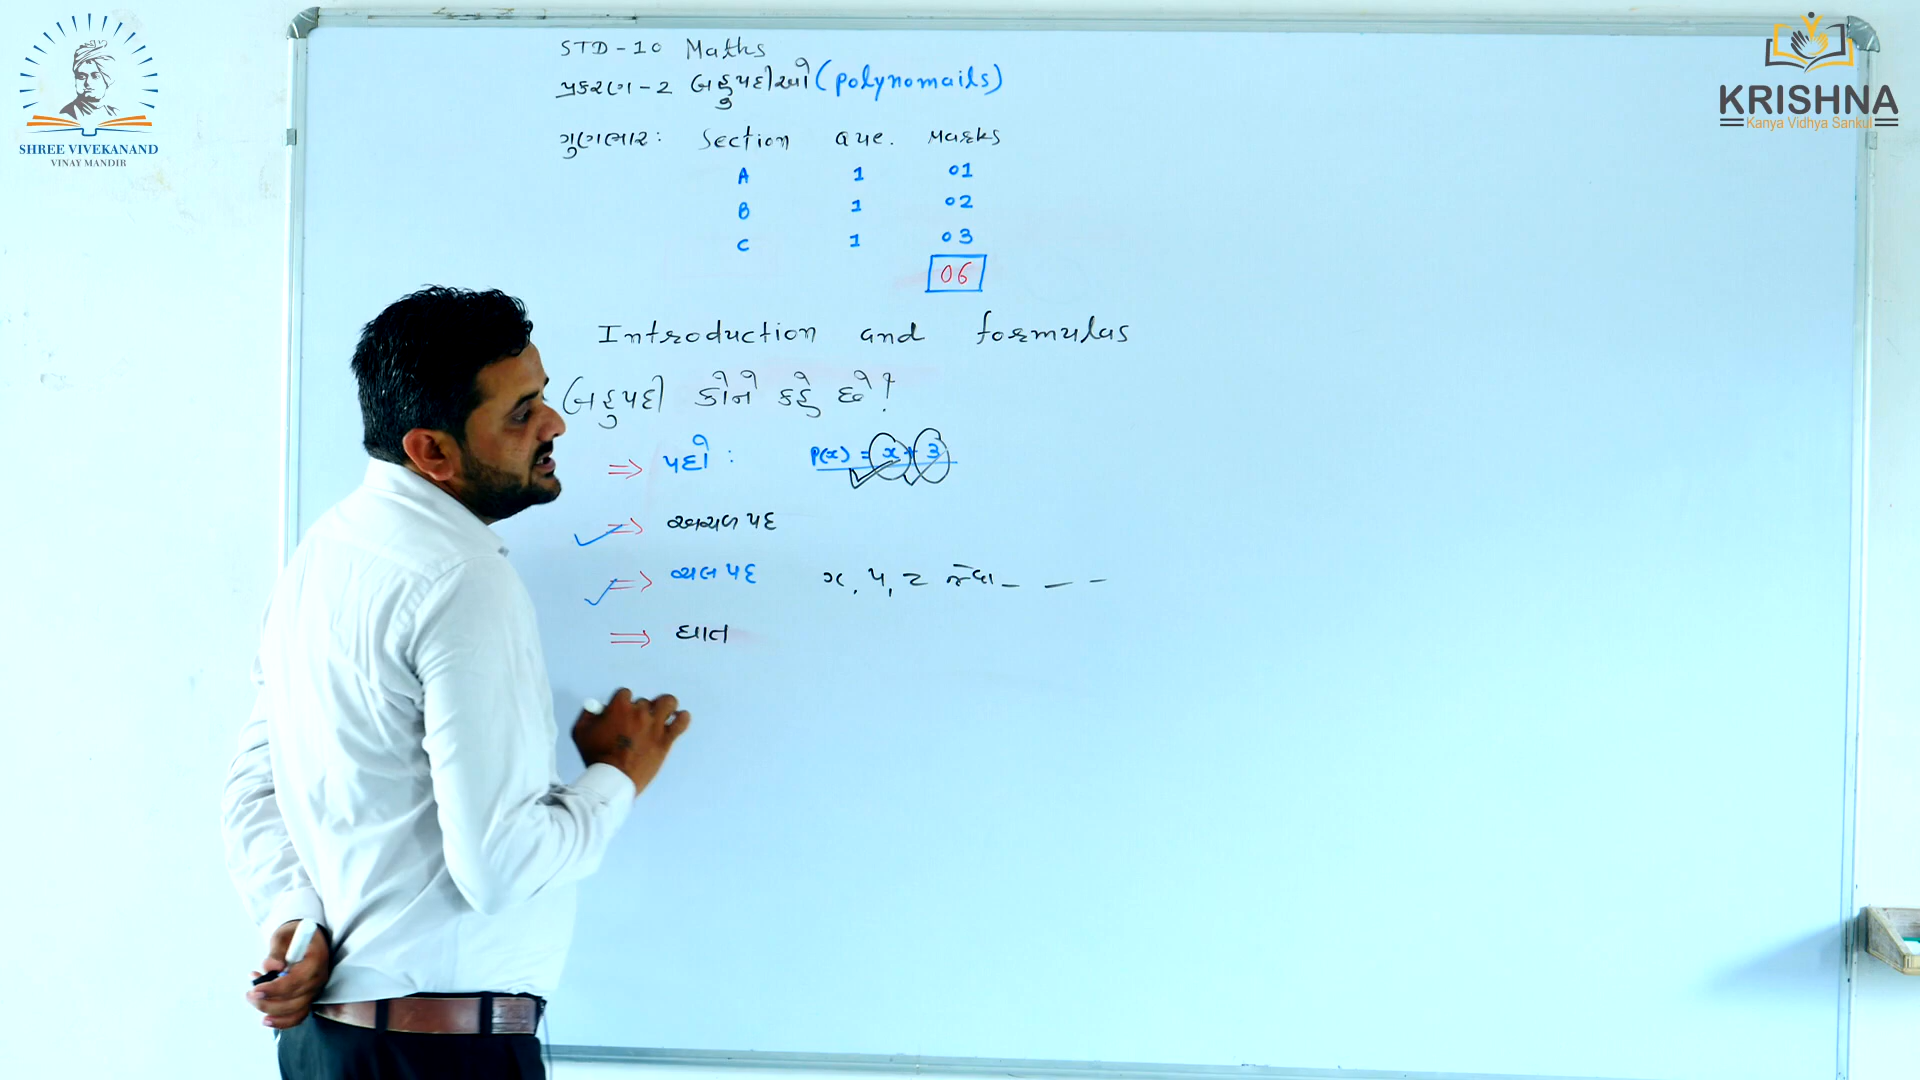 SHREE VIVEKANAND
VINAY MANDIR
KRISHNA
Kanya Vidhya Sankul
STD-10 Maths
પ્રકરણ-2 બહુપદીઓ (polynomails)
ગુણભાર: Section Que. Marks
A 1 01
B 1 02
C 1 03
06
Introduction and formulas
બહુપદી કોને કહે છે?
⇒ પદો: P(x) = x + 3
⇒ અચળ પદ
⇒ ચલ પદ x, y, z જેવા - - -
⇒ ઘાત